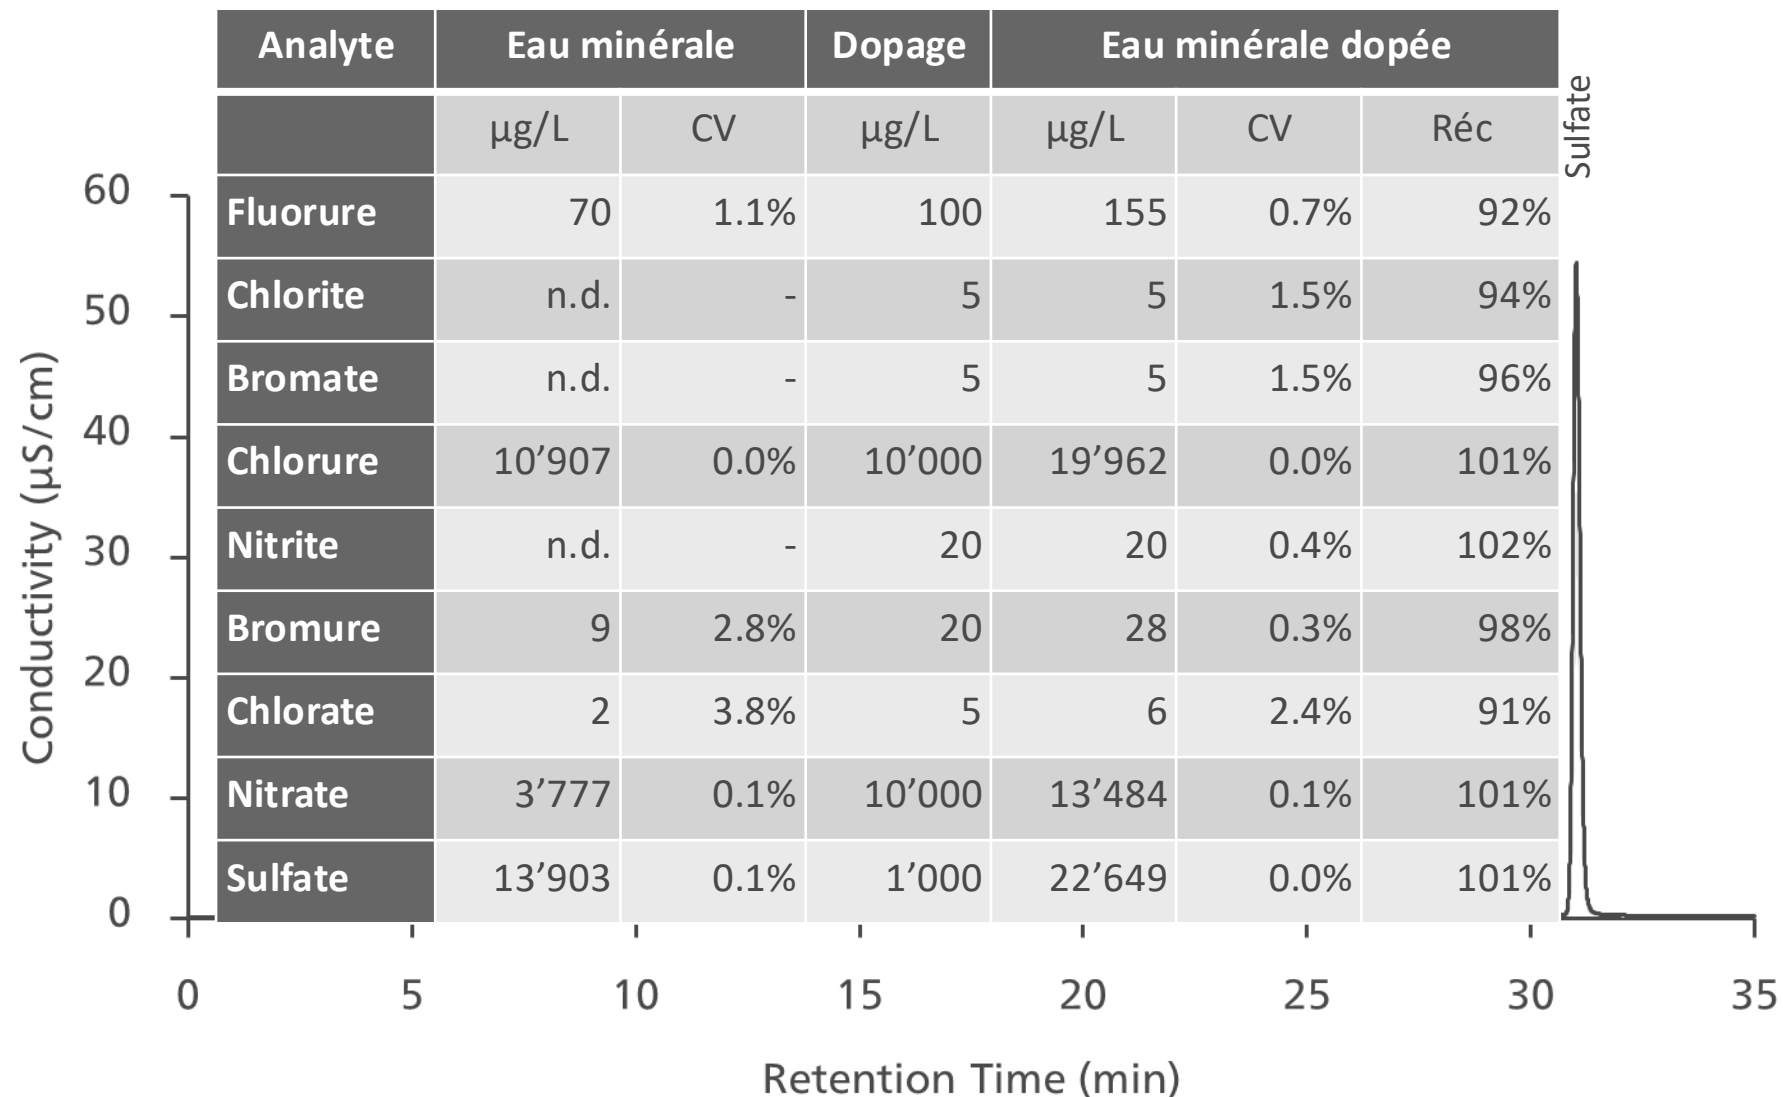 Analyte Eau minérale Dopage Eau minérale dopée
µg/L CV µg/L µg/L CV Réc
Fluorure 70 1.1% 100 155 0.7% 92%
Chlorite n.d. - 5 5 1.5% 94%
Bromate n.d. - 5 5 1.5% 96%
Chlorure 10’907 0.0% 10’000 19’962 0.0% 101%
Nitrite n.d. - 20 20 0.4% 102%
Bromure 9 2.8% 20 28 0.3% 98%
Chlorate 2 3.8% 5 6 2.4% 91%
Nitrate 3’777 0.1% 10’000 13’484 0.1% 101%
Sulfate 13’903 0.1% 1’000 22’649 0.0% 101%
Sulfate
Conductivity (µS/cm)
60
50
40
30
20
10
0
0 5 10 15 20 25 30 35
Retention Time (min)